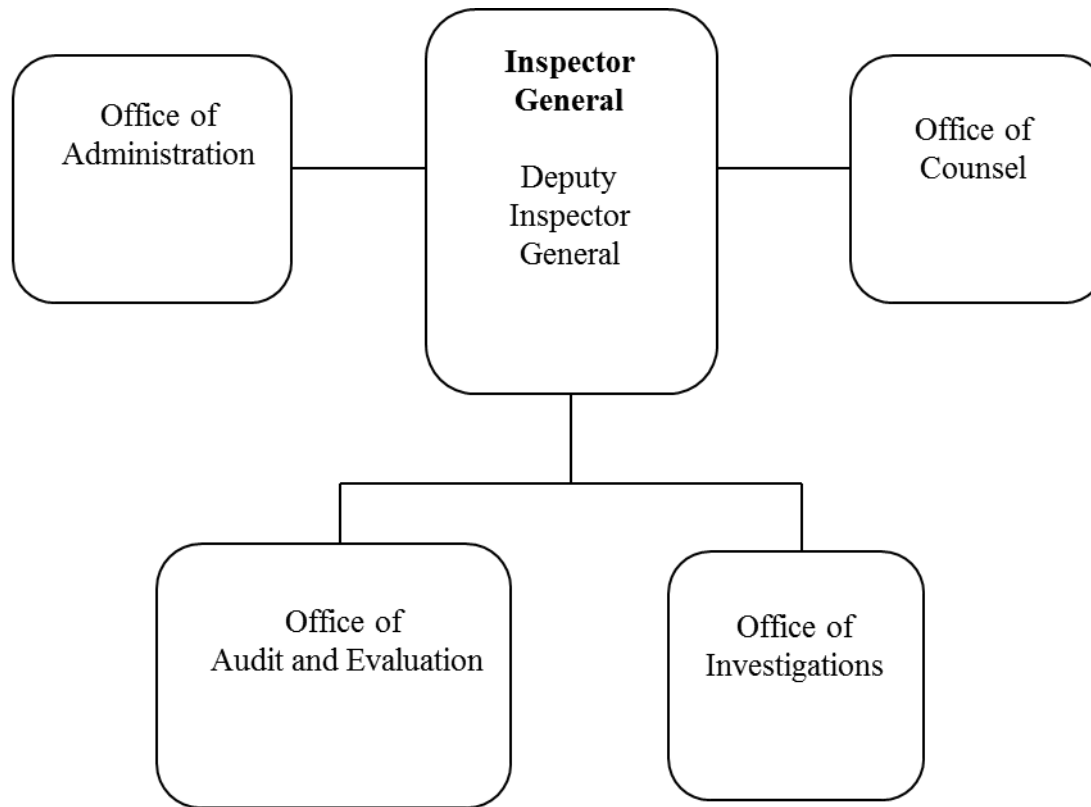 Office of
Administration
Inspector
General
Deputy
Inspector
General
Office of
Counsel
Office of
Audit and Evaluation
Office of
Investigations